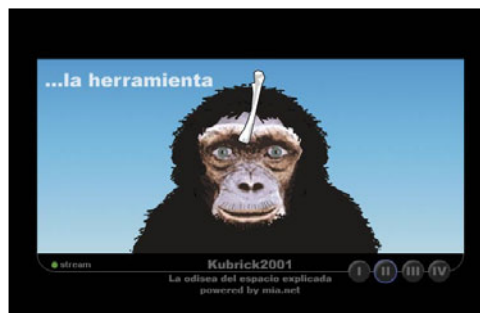 ...la herramienta
stream
Kubrick2001
La odisea del espacio explicada
powered by mia.net
I II III IV